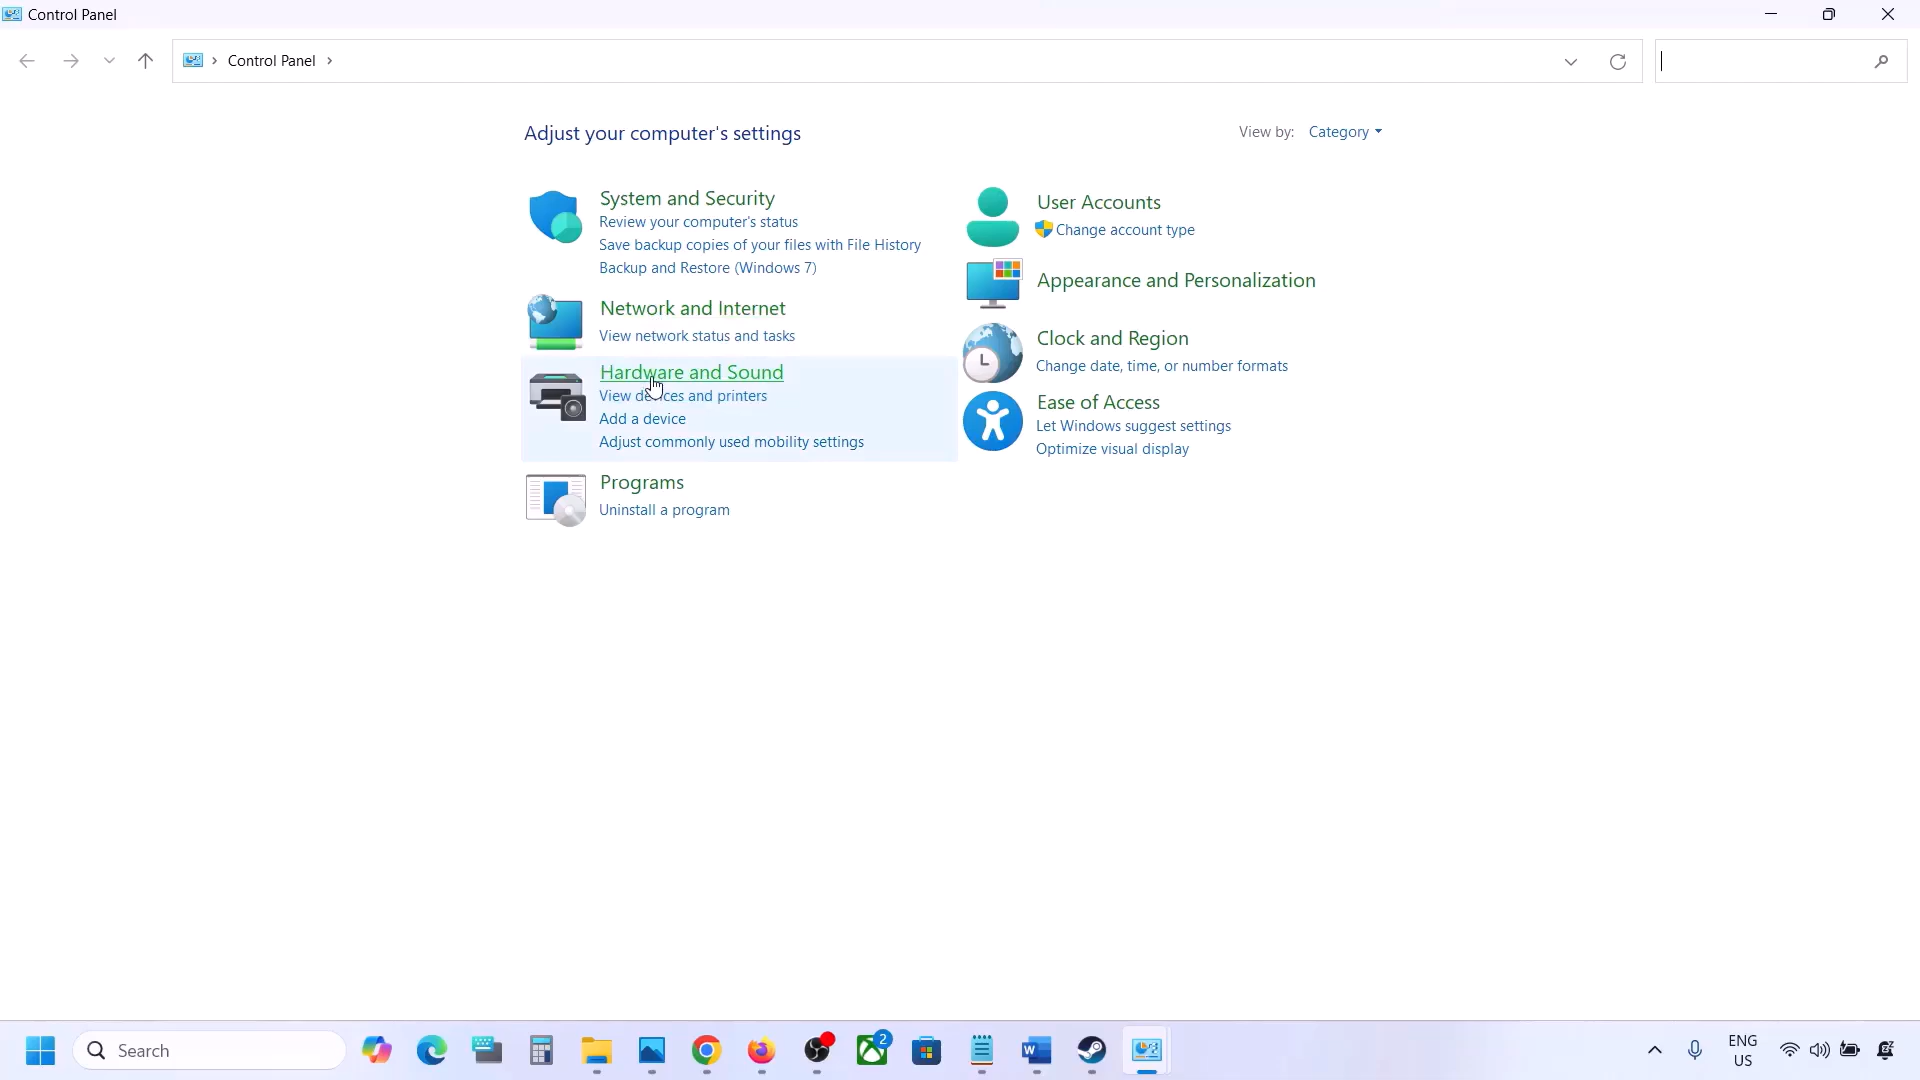 Control Panel
Control Panel
Adjust your computer's settings
View by: Category
System and Security
Review your computer's status
Save backup copies of your files with File History
Backup and Restore (Windows 7)
Network and Internet
View network status and tasks
Hardware and Sound
View devices and printers
Add a device
Adjust commonly used mobility settings
Programs
Uninstall a program
User Accounts
Change account type
Appearance and Personalization
Clock and Region
Change date, time, or number formats
Ease of Access
Let Windows suggest settings
Optimize visual display
Search
2
ENG
US